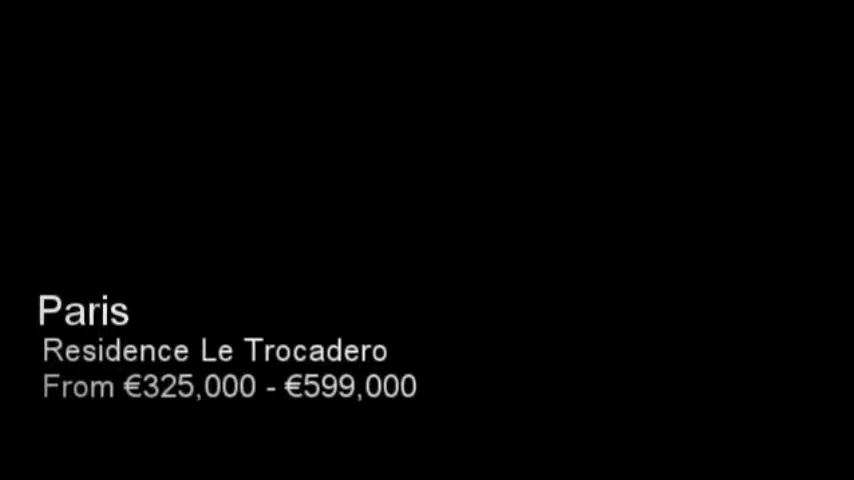 Paris
Residence Le Trocadero
From €325,000 - €599,000